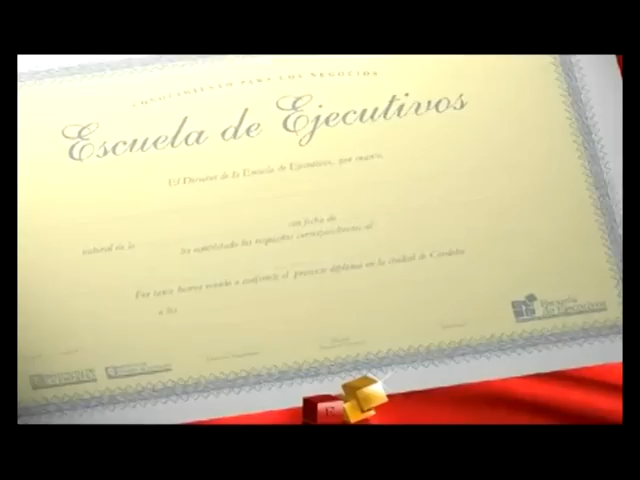 CONOCIMIENTO PARA LOS NEGOCIOS
Escuela de Ejecutivos
El Director de la Escuela de Ejecutivos, por cuanto,
con fecha de
natural de la
ha aprobado los requisitos correspondientes al
Por tanto hemos venido a conferirle el presente diploma en la ciudad de Córdoba
a los
Escuela
de Ejecutivos
E